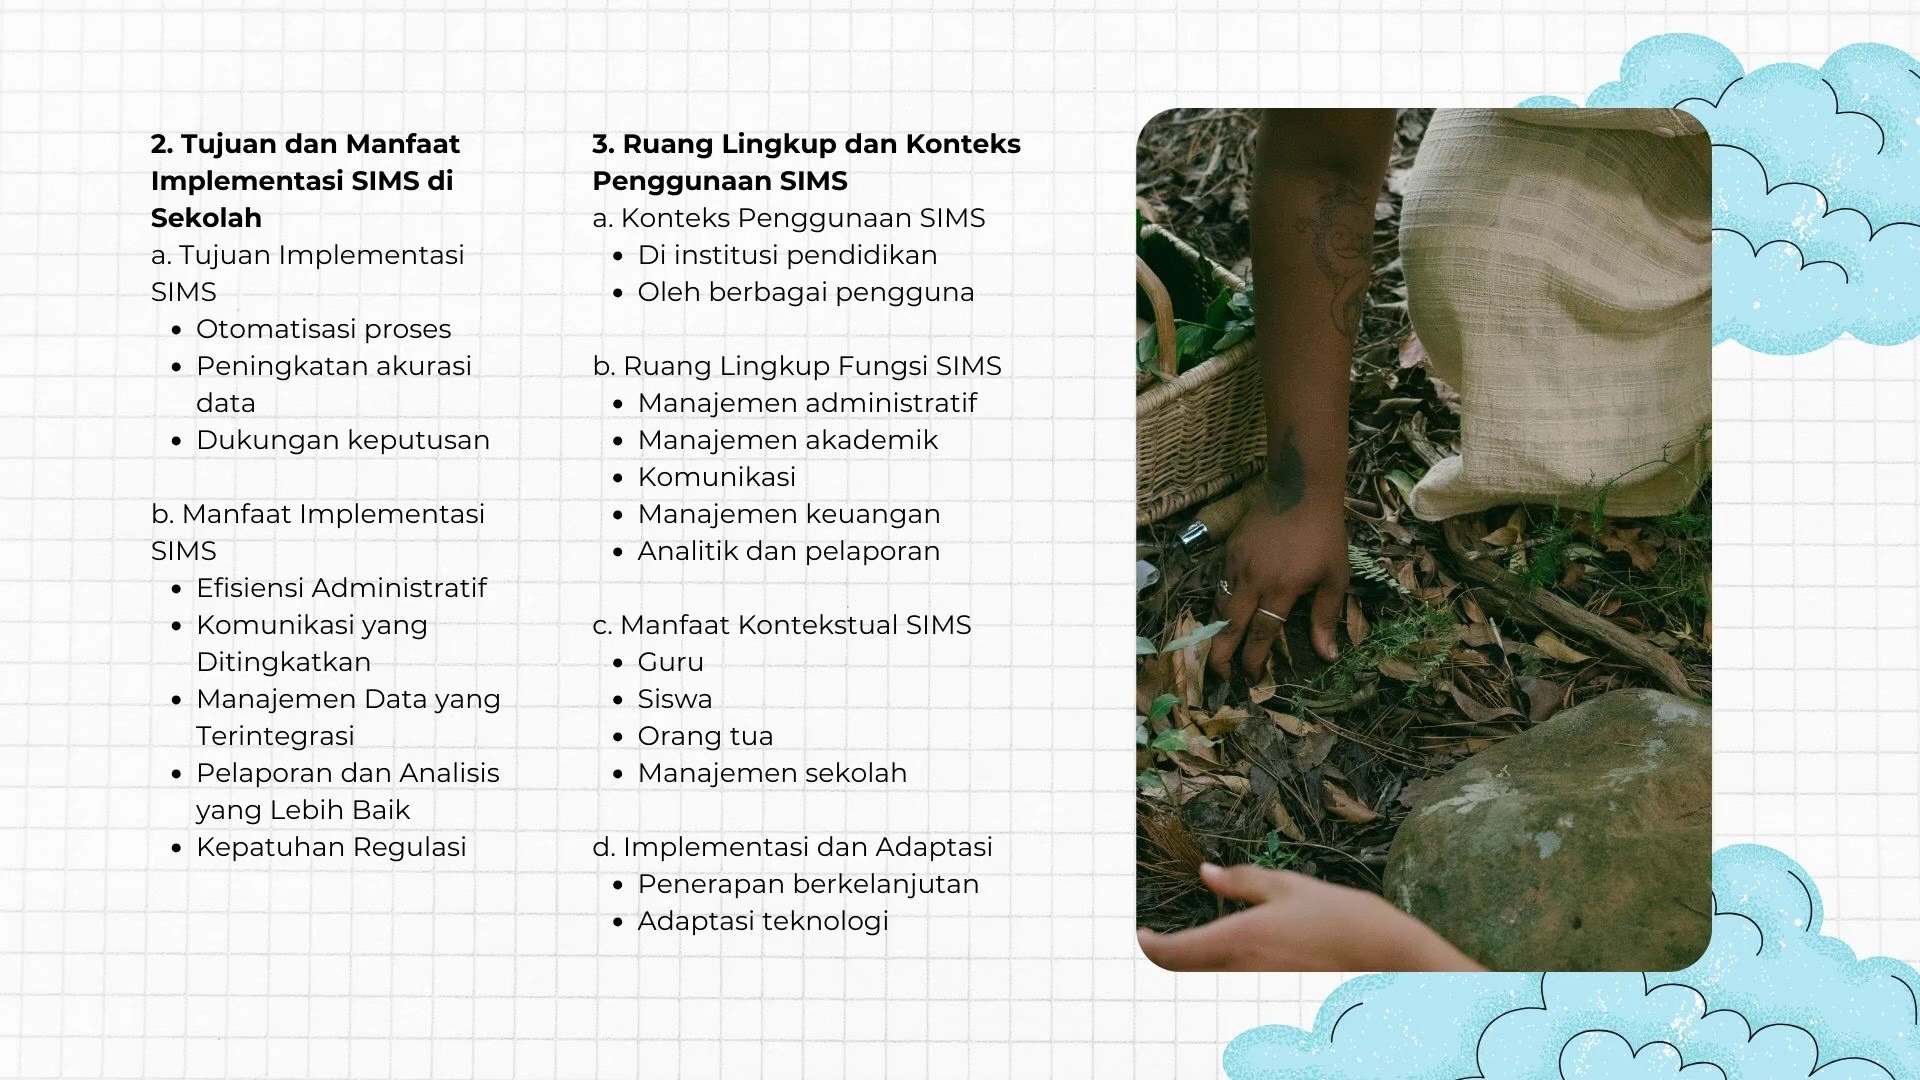 2. Tujuan dan Manfaat
Implementasi SIMS di
Sekolah
a. Tujuan Implementasi
SIMS
• Otomatisasi proses
• Peningkatan akurasi
data
• Dukungan keputusan
b. Manfaat Implementasi
SIMS
• Efisiensi Administratif
• Komunikasi yang
Ditingkatkan
• Manajemen Data yang
Terintegrasi
• Pelaporan dan Analisis
yang Lebih Baik
• Kepatuhan Regulasi
3. Ruang Lingkup dan Konteks
Penggunaan SIMS
a. Konteks Penggunaan SIMS
• Di institusi pendidikan
• Oleh berbagai pengguna
b. Ruang Lingkup Fungsi SIMS
• Manajemen administratif
• Manajemen akademik
• Komunikasi
• Manajemen keuangan
• Analitik dan pelaporan
c. Manfaat Kontekstual SIMS
• Guru
• Siswa
• Orang tua
• Manajemen sekolah
d. Implementasi dan Adaptasi
• Penerapan berkelanjutan
• Adaptasi teknologi